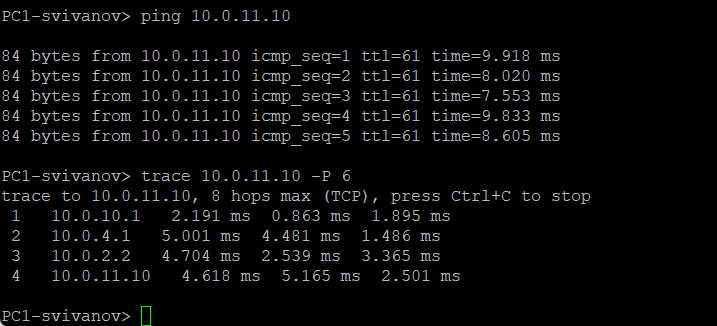 PC1-svivanov> ping 10.0.11.10
84 bytes from 10.0.11.10 icmp_seq=1 ttl=61 time=9.918 ms
84 bytes from 10.0.11.10 icmp_seq=2 ttl=61 time=8.020 ms
84 bytes from 10.0.11.10 icmp_seq=3 ttl=61 time=7.553 ms
84 bytes from 10.0.11.10 icmp_seq=4 ttl=61 time=9.833 ms
84 bytes from 10.0.11.10 icmp_seq=5 ttl=61 time=8.605 ms
PC1-svivanov> trace 10.0.11.10 -P 6
trace to 10.0.11.10, 8 hops max (TCP), press Ctrl+C to stop
1 10.0.10.1 2.191 ms 0.863 ms 1.895 ms
2 10.0.4.1 5.001 ms 4.481 ms 1.486 ms
3 10.0.2.2 4.704 ms 2.539 ms 3.365 ms
4 10.0.11.10 4.618 ms 5.165 ms 2.501 ms
PC1-svivanov>